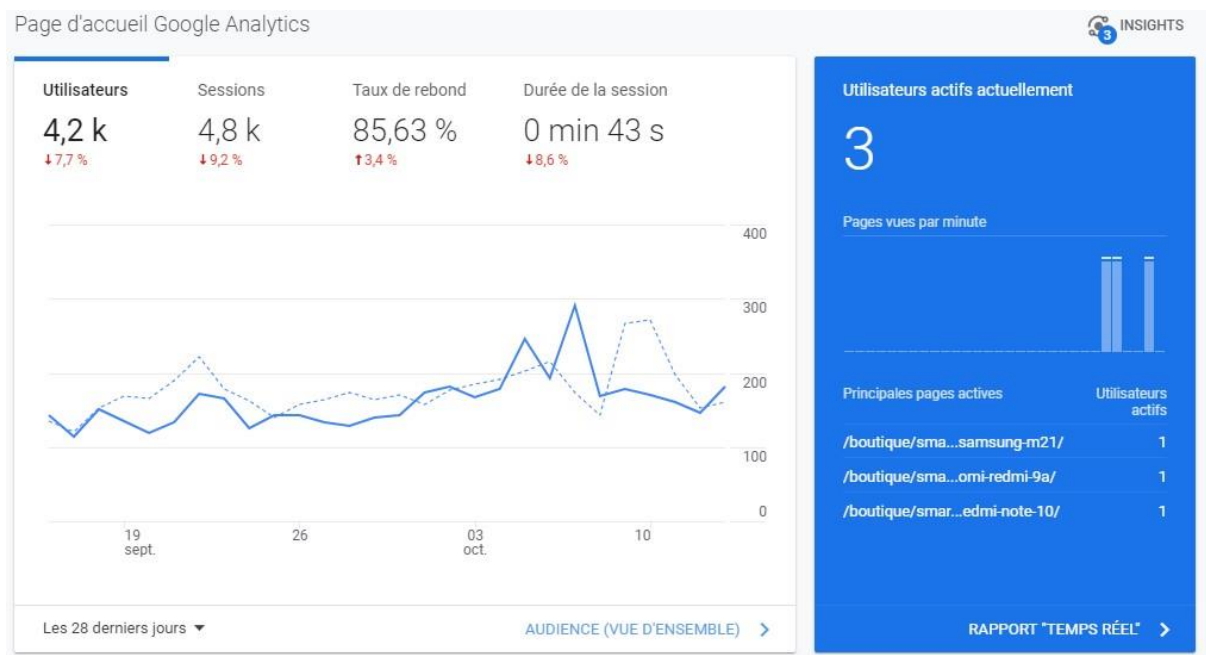 Page d'accueil Google Analytics
3
INSIGHTS
Utilisateurs
Sessions
Taux de rebond
Durée de la session
4,2 k
4,8 k
85,63 %
0 min 43 s
↓7,7 %
↓9,2 %
↑3,4 %
↓8,6 %
400
300
200
100
0
19
sept.
26
03
oct.
10
Les 28 derniers jours
AUDIENCE (VUE D'ENSEMBLE)
Utilisateurs actifs actuellement
3
Pages vues par minute
Principales pages actives
Utilisateurs
actifs
/boutique/sma...samsung-m21/ 1
/boutique/sma...omi-redmi-9a/ 1
/boutique/smar...edmi-note-10/ 1
RAPPORT "TEMPS RÉEL"